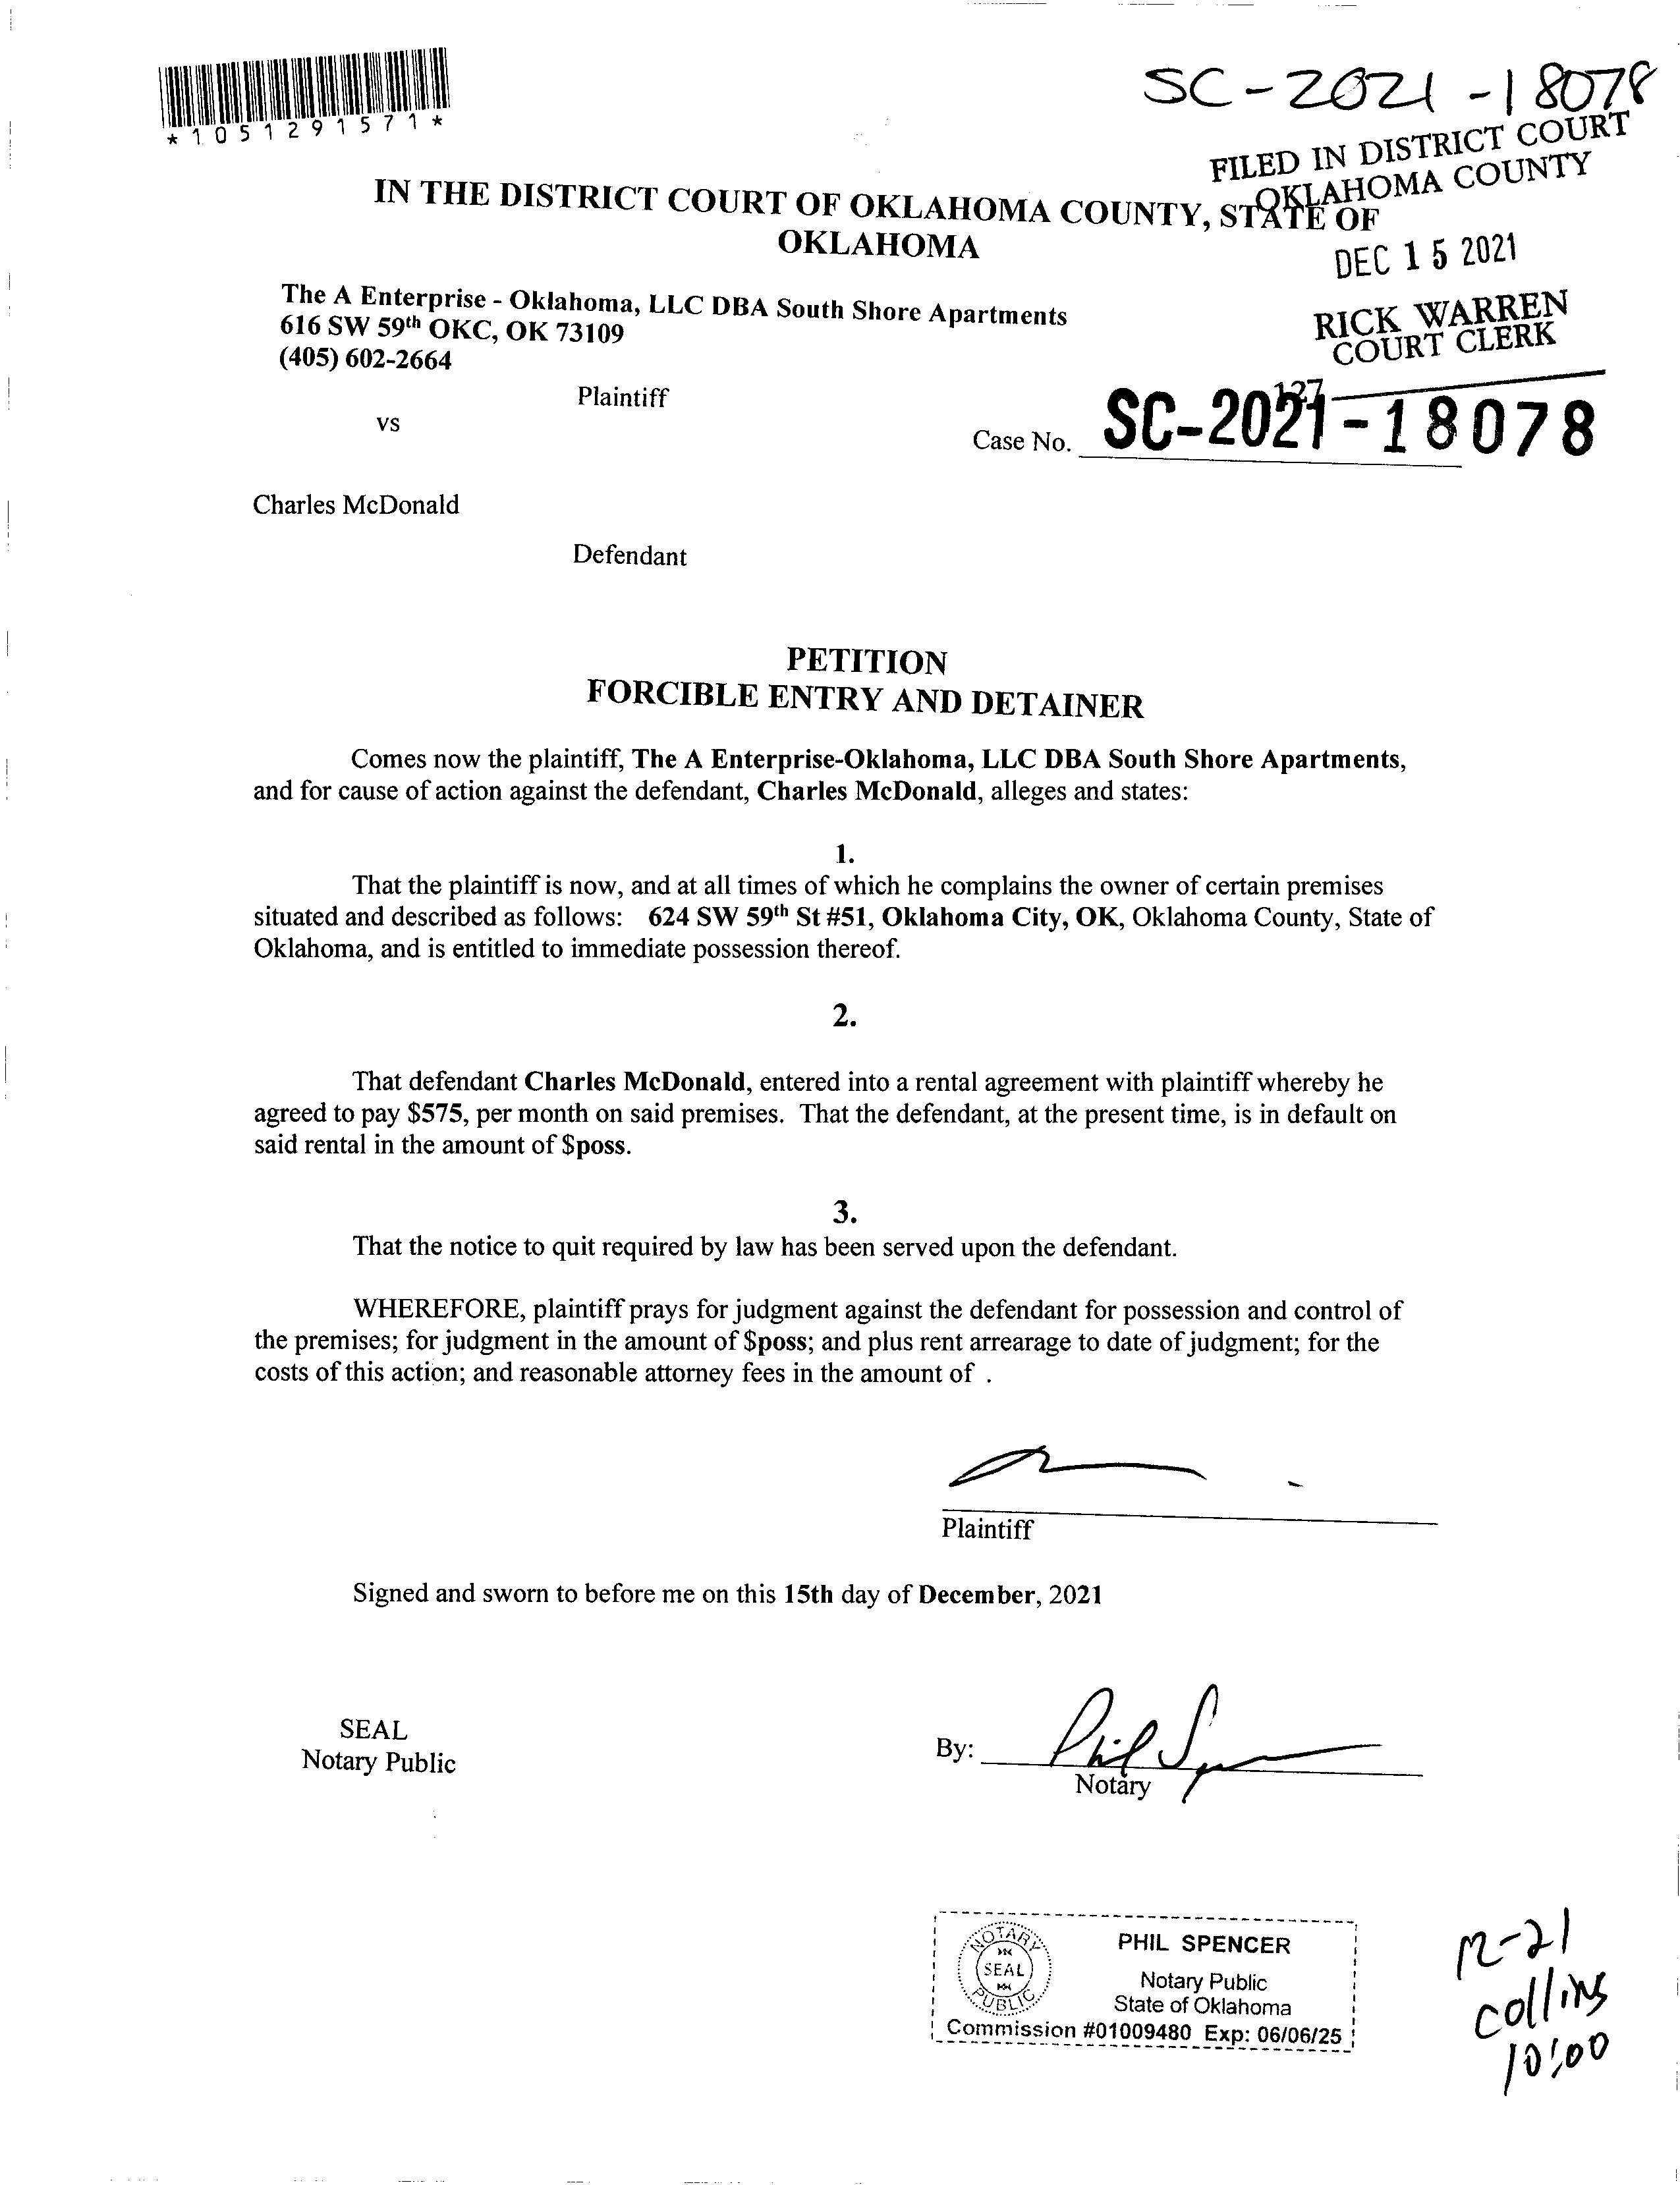 *1051291571*
SC-2021-18078
FILED IN DISTRICT COURT
OKLAHOMA COUNTY
IN THE DISTRICT COURT OF OKLAHOMA COUNTY, STATE OF
OKLAHOMA
DEC 15 2021
RICK WARREN
COURT CLERK
The A Enterprise - Oklahoma, LLC DBA South Shore Apartments
616 SW 59th OKC, OK 73109
(405) 602-2664
Plaintiff
127
vs
Case No. SC-2021-18078
Charles McDonald
Defendant
PETITION
FORCIBLE ENTRY AND DETAINER
Comes now the plaintiff, The A Enterprise-Oklahoma, LLC DBA South Shore Apartments,
and for cause of action against the defendant, Charles McDonald, alleges and states:
1.
That the plaintiff is now, and at all times of which he complains the owner of certain premises
situated and described as follows: 624 SW 59th St #51, Oklahoma City, OK, Oklahoma County, State of
Oklahoma, and is entitled to immediate possession thereof.
2.
That defendant Charles McDonald, entered into a rental agreement with plaintiff whereby he
agreed to pay $575, per month on said premises. That the defendant, at the present time, is in default on
said rental in the amount of $poss.
3.
That the notice to quit required by law has been served upon the defendant.
WHEREFORE, plaintiff prays for judgment against the defendant for possession and control of
the premises; for judgment in the amount of $poss; and plus rent arrearage to date of judgment; for the
costs of this action; and reasonable attorney fees in the amount of .
Plaintiff
Signed and sworn to before me on this 15th day of December, 2021
SEAL
Notary Public
By: Phil Spencer
Notary
NOTARY
SEAL
PUBLIC
PHIL SPENCER
Notary Public
State of Oklahoma
Commission #01009480 Exp: 06/06/25
12-21
collins
10:00